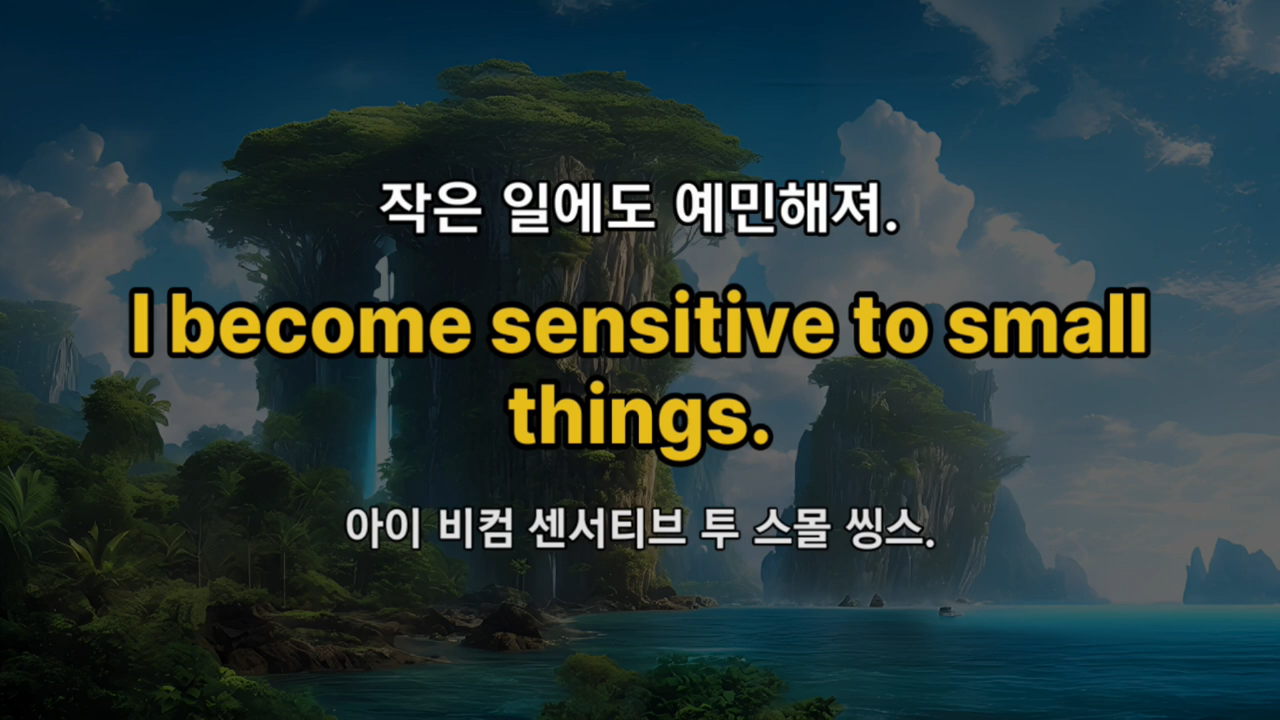 작은 일에도 예민해져.
I become sensitive to small
things.
아이 비컴 센서티브 투 스몰 씽스.